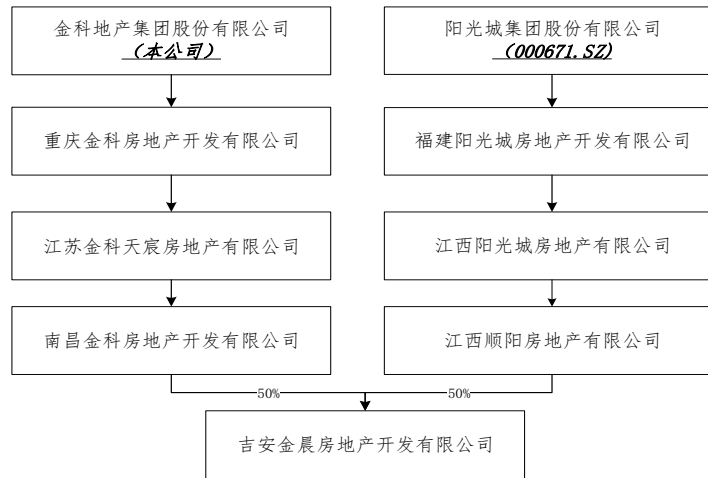 金科地产集团股份有限公司
（本公司）
阳光城集团股份有限公司
（000671.SZ）
重庆金科房地产开发有限公司
福建阳光城房地产开发有限公司
江苏金科天宸房地产有限公司
江西阳光城房地产有限公司
南昌金科房地产开发有限公司
江西顺阳房地产有限公司
50%
50%
吉安金晨房地产开发有限公司